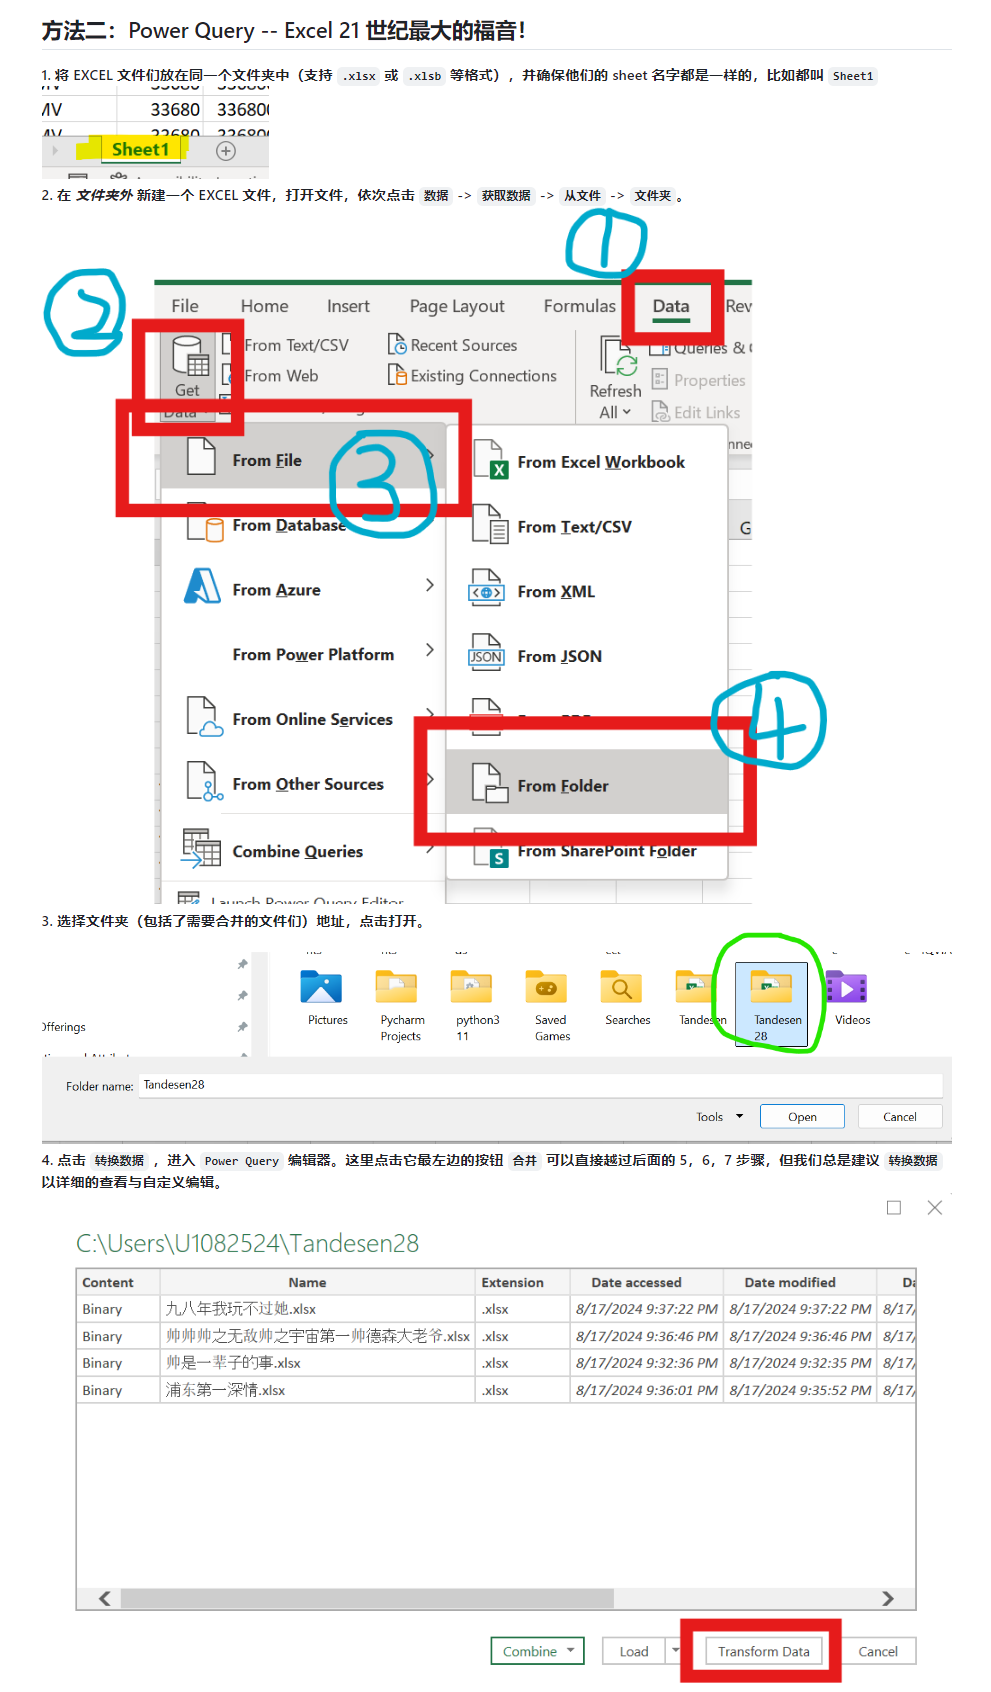 方法二：Power Query -- Excel 21 世纪最大的福音！
1. 将 EXCEL 文件们放在同一个文件夹中（支持 .xlsx 或 .xlsb 等格式），并确保他们的 sheet 名字都是一样的，比如都叫 Sheet1
MV 33680 33680
Sheet1
2. 在 文件夹外 新建一个 EXCEL 文件，打开文件，依次点击 数据 -> 获取数据 -> 从文件 -> 文件夹 。
1
2
File Home Insert Page Layout Formulas Data Rev
From Text/CSV Recent Sources Queries &
From Web Existing Connections Properties
Get Data
Refresh All
Edit Links
3
From File
From Database
From Azure
From Power Platform
From Online Services
From Other Sources
Combine Queries
Launch Power Query Editor
From Excel Workbook
From Text/CSV
G
From XML
From JSON
JSON
4
From Folder
From SharePoint Folder
3. 选择文件夹（包括了需要合并的文件们）地址，点击打开。
Offerings
Pictures
Pycharm Projects
python3 11
Saved Games
Searches
Tandesen
Tandesen 28
Videos
Folder name: Tandesen28
Tools Open Cancel
4. 点击 转换数据 ，进入 Power Query 编辑器。这里点击它最左边的按钮 合并 可以直接越过后面的 5，6，7 步骤，但我们总是建议 转换数据
以详细的查看与自定义编辑。
C:\Users\U1082524\Tandesen28
Content Name Extension Date accessed Date modified Da
Binary 九八年我玩不过她.xlsx .xlsx 8/17/2024 9:37:22 PM 8/17/2024 9:37:22 PM 8/17/
Binary 帅帅帅之无敌帅之宇宙第一帅德森大老爷.xlsx .xlsx 8/17/2024 9:36:46 PM 8/17/2024 9:36:46 PM 8/17/
Binary 帅是一辈子的事.xlsx .xlsx 8/17/2024 9:32:36 PM 8/17/2024 9:32:35 PM 8/17/
Binary 浦东第一深情.xlsx .xlsx 8/17/2024 9:36:01 PM 8/17/2024 9:35:52 PM 8/17/
Combine Load Transform Data Cancel